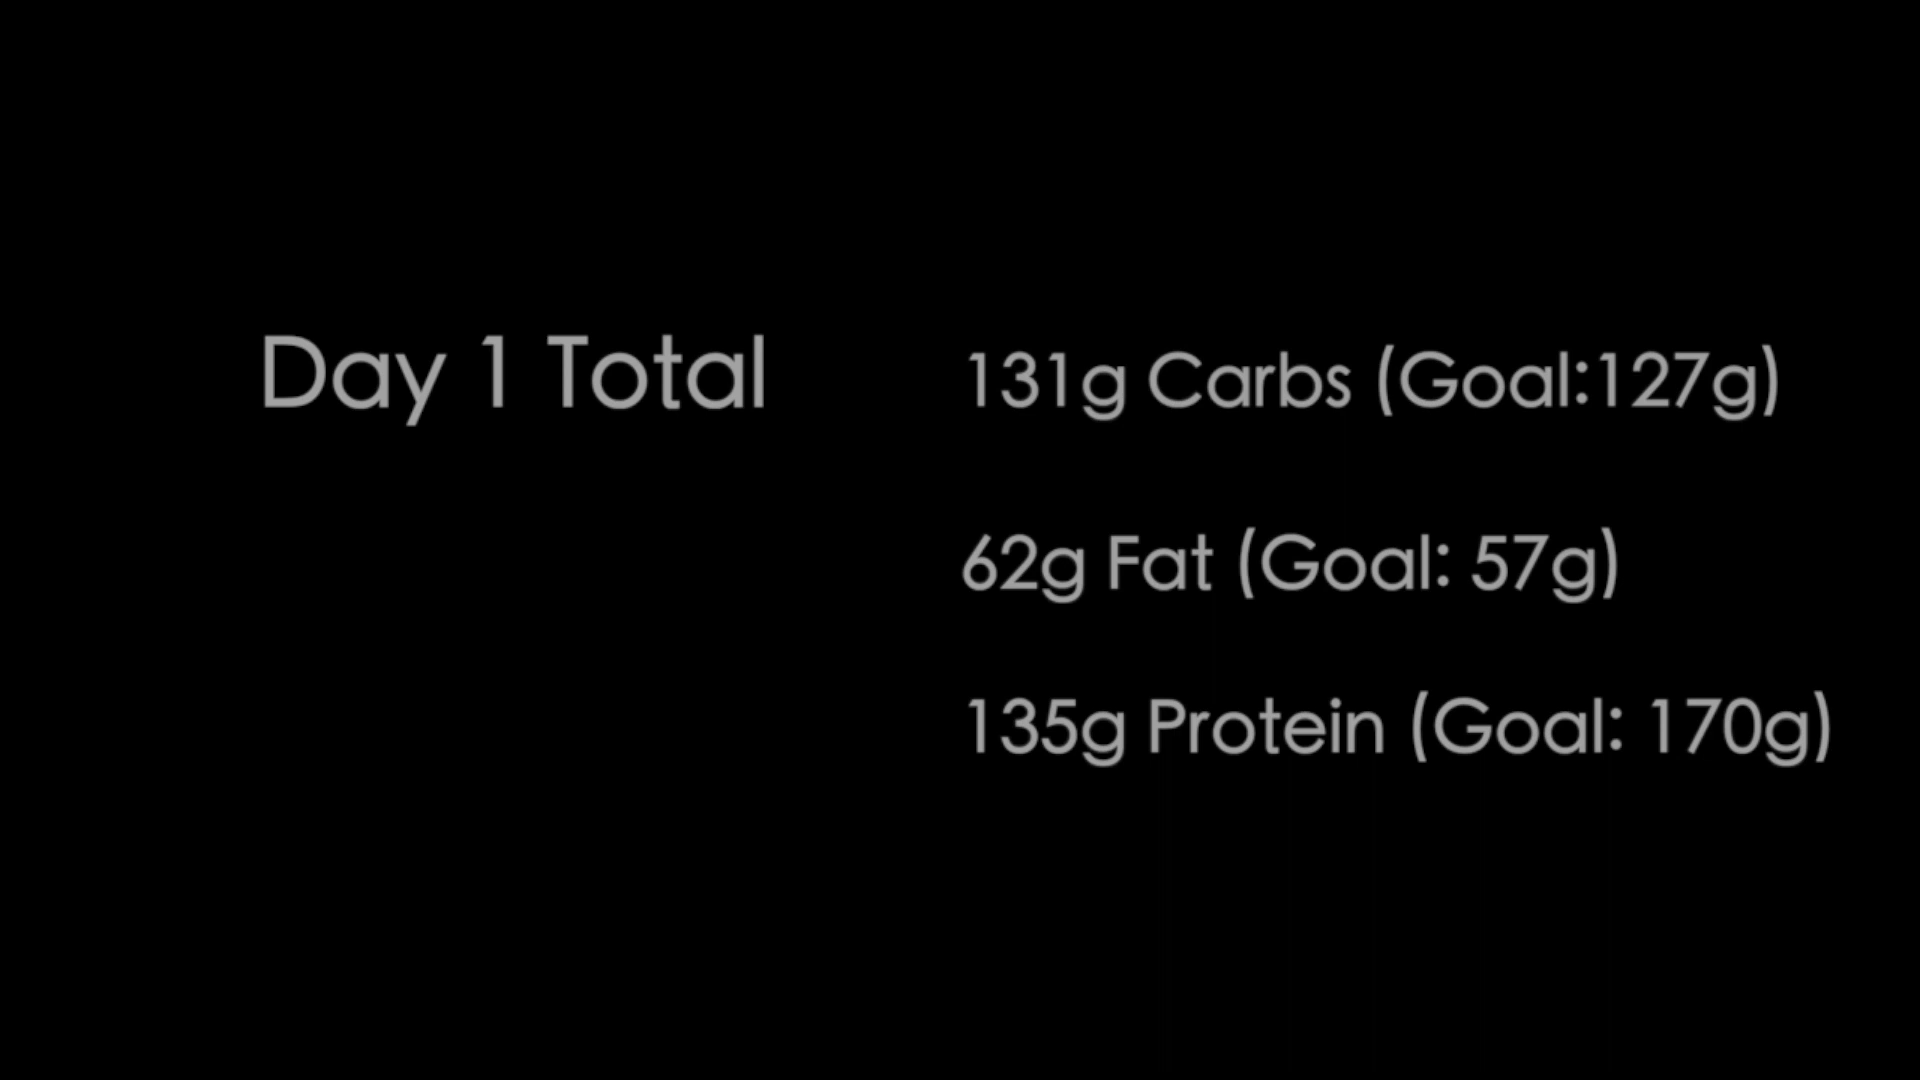 Day 1 Total
131g Carbs (Goal:127g)
62g Fat (Goal: 57g)
135g Protein (Goal: 170g)